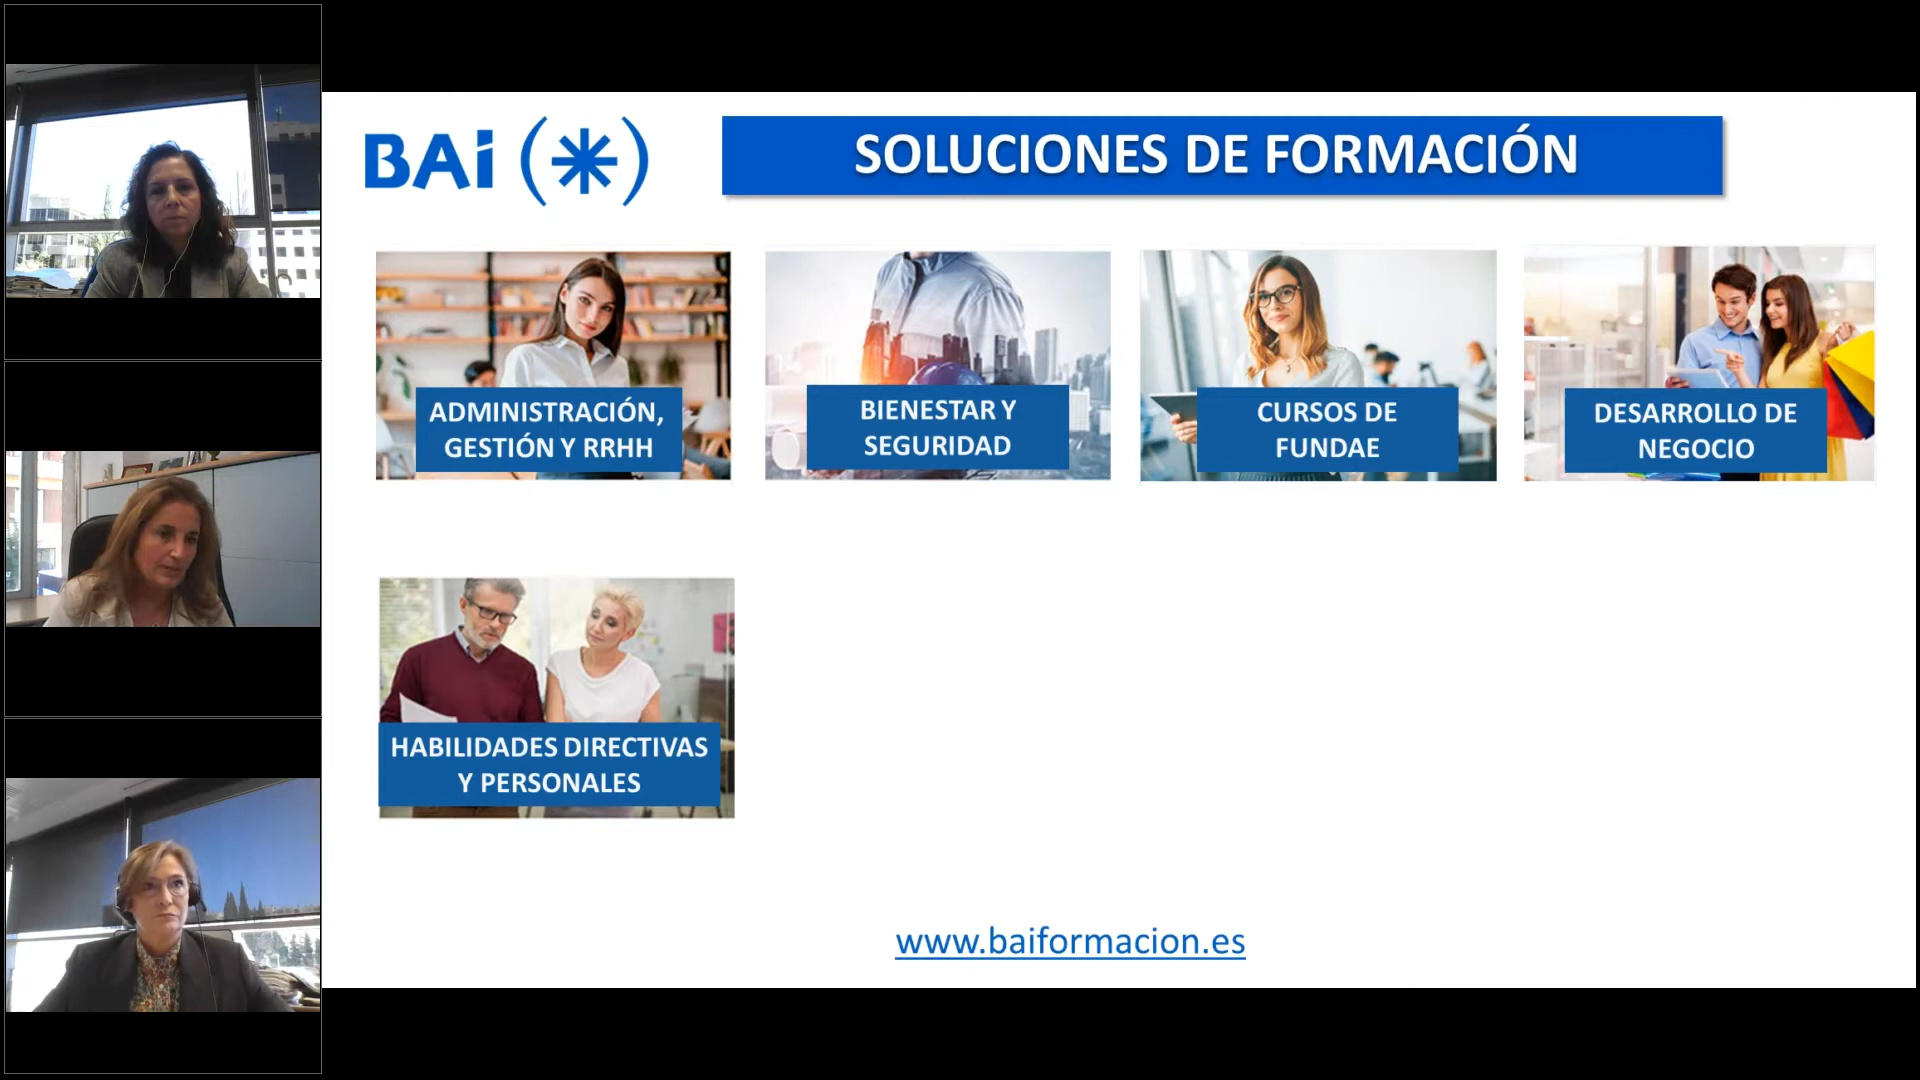 BAi (*)
SOLUCIONES DE FORMACIÓN
ADMINISTRACIÓN,
GESTIÓN Y RRHH
BIENESTAR Y
SEGURIDAD
CURSOS DE
FUNDAE
DESARROLLO DE
NEGOCIO
HABILIDADES DIRECTIVAS
Y PERSONALES
www.baiformacion.es